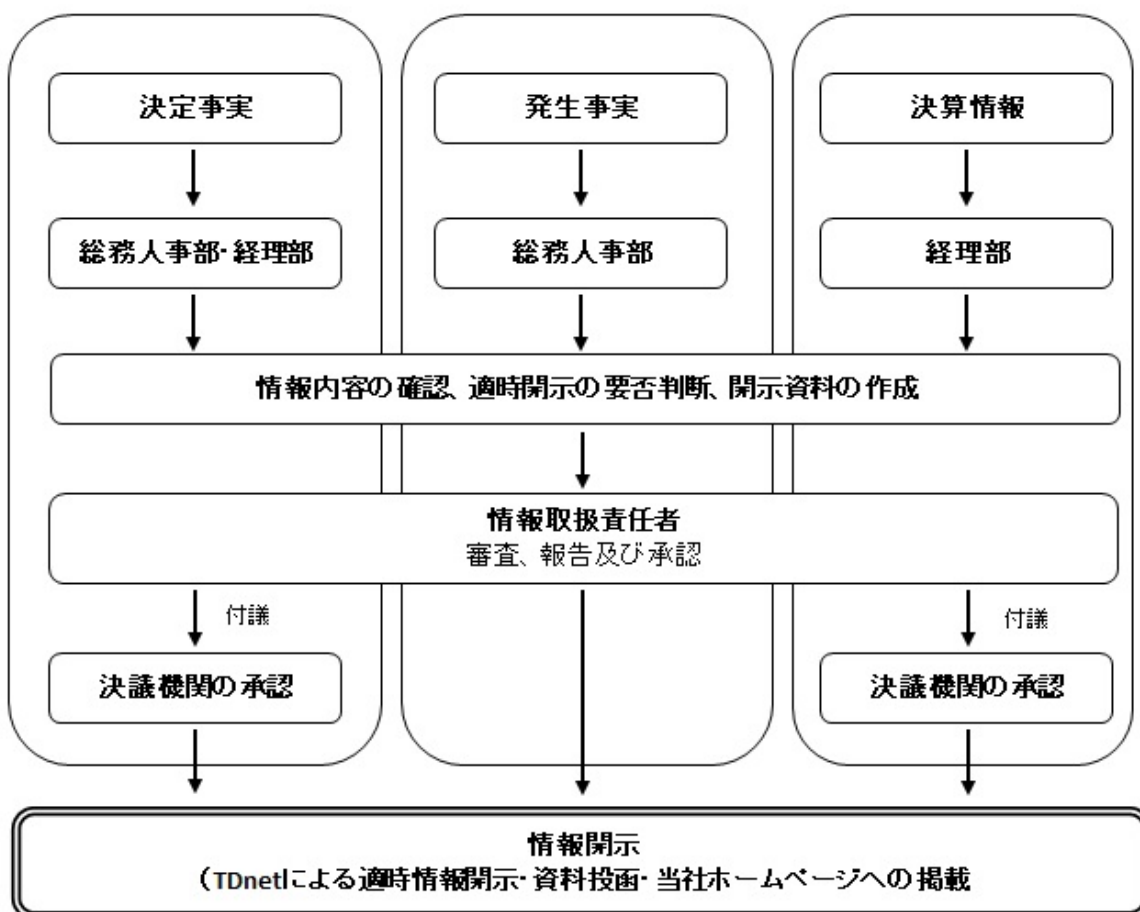 決定事実
発生事実
決算情報
総務人事部・経理部
総務人事部
経理部
情報内容の確認、適時開示の要否判断、開示資料の作成
情報取扱責任者
審査、報告及び承認
付議
付議
決議機関の承認
決議機関の承認
情報開示
（TDnetによる適時情報開示・資料投函・当社ホームページへの掲載